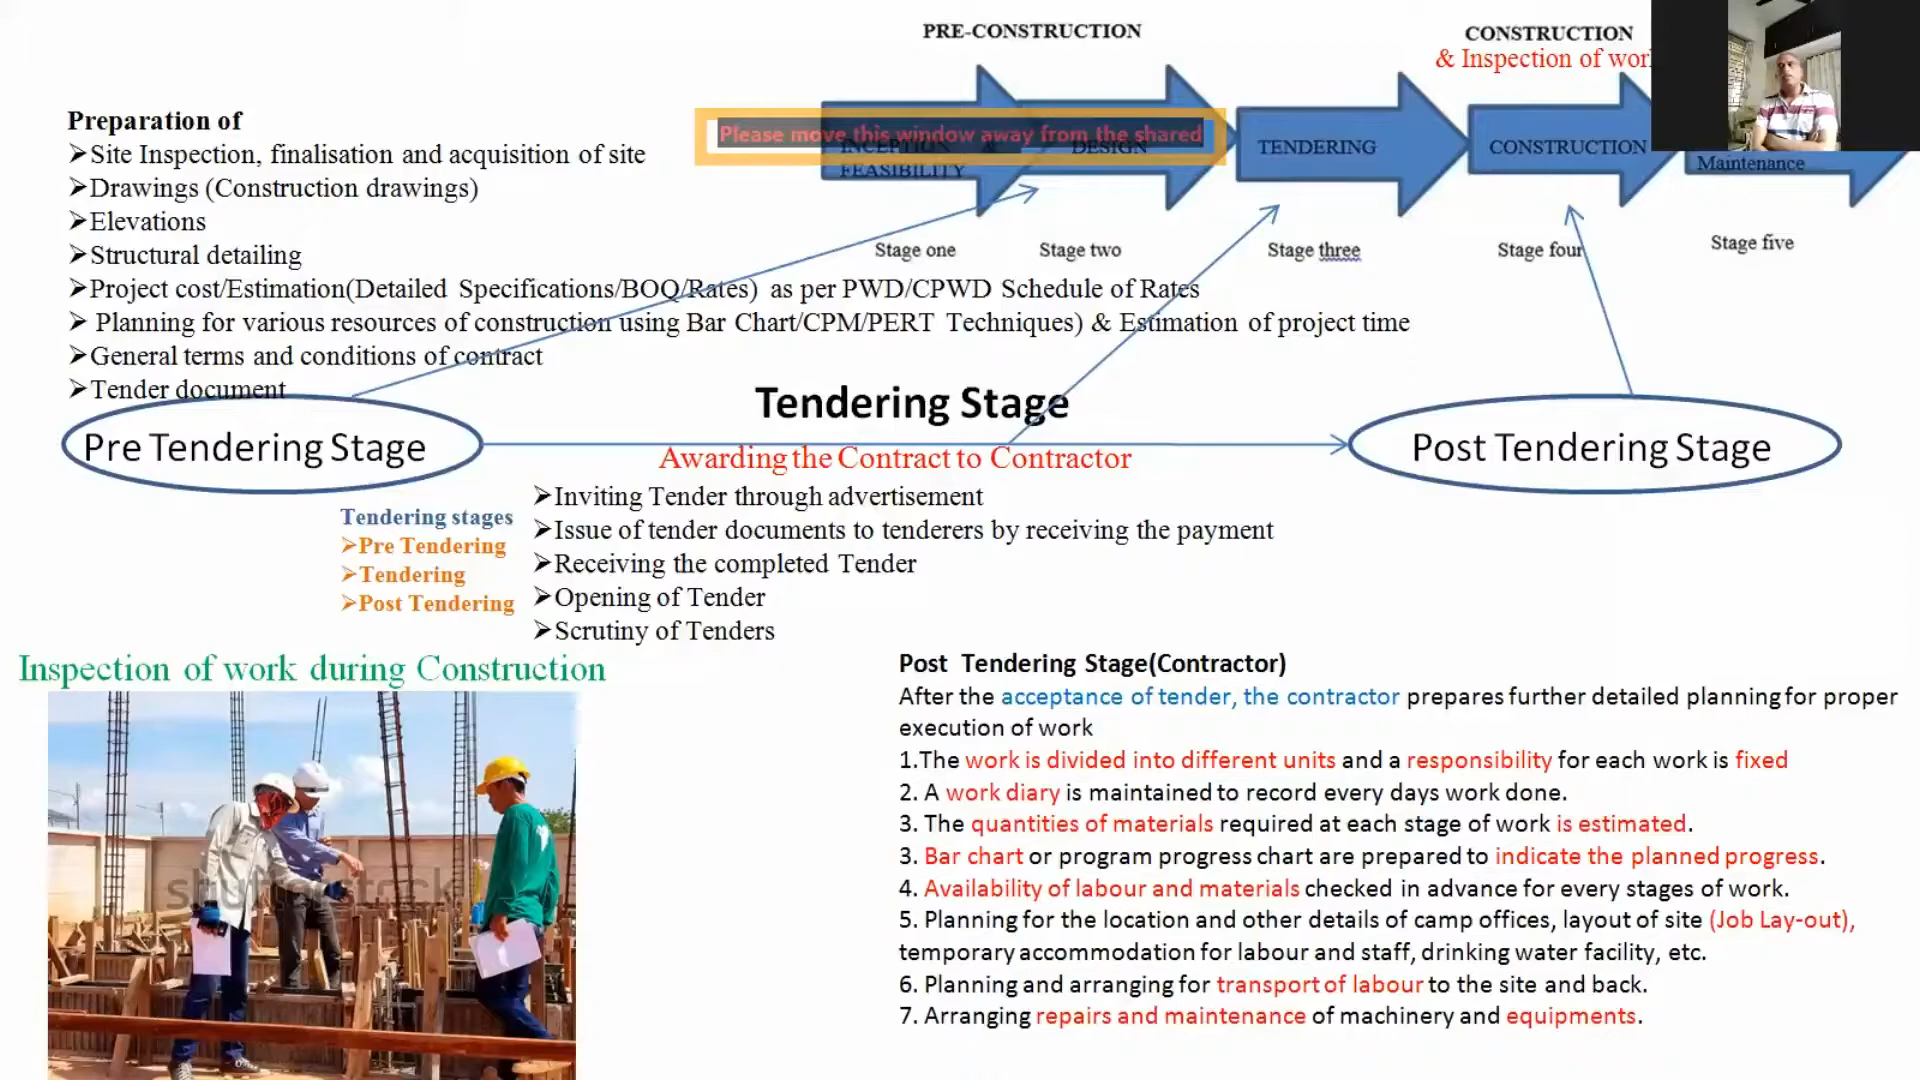 PRE-CONSTRUCTION
CONSTRUCTION
& Inspection of wor
Please move this window away from the shared
INCEPTION &
FEASIBILITY
DESIGN
TENDERING
CONSTRUCTION
Maintenance
Stage one
Stage two
Stage three
Stage four
Stage five
Preparation of
➢Site Inspection, finalisation and acquisition of site
➢Drawings (Construction drawings)
➢Elevations
➢Structural detailing
➢Project cost/Estimation(Detailed Specifications/BOQ/Rates) as per PWD/CPWD Schedule of Rates
➢ Planning for various resources of construction using Bar Chart/CPM/PERT Techniques) & Estimation of project time
➢General terms and conditions of contract
➢Tender document
Pre Tendering Stage
Tendering Stage
Awarding the Contract to Contractor
Post Tendering Stage
➢Inviting Tender through advertisement
➢Issue of tender documents to tenderers by receiving the payment
➢Receiving the completed Tender
➢Opening of Tender
➢Scrutiny of Tenders
Tendering stages
➢Pre Tendering
➢Tendering
➢Post Tendering
Inspection of work during Construction
shutterstock
Post Tendering Stage(Contractor)
After the acceptance of tender, the contractor prepares further detailed planning for proper
execution of work
1.The work is divided into different units and a responsibility for each work is fixed
2. A work diary is maintained to record every days work done.
3. The quantities of materials required at each stage of work is estimated.
3. Bar chart or program progress chart are prepared to indicate the planned progress.
4. Availability of labour and materials checked in advance for every stages of work.
5. Planning for the location and other details of camp offices, layout of site (Job Lay-out),
temporary accommodation for labour and staff, drinking water facility, etc.
6. Planning and arranging for transport of labour to the site and back.
7. Arranging repairs and maintenance of machinery and equipments.